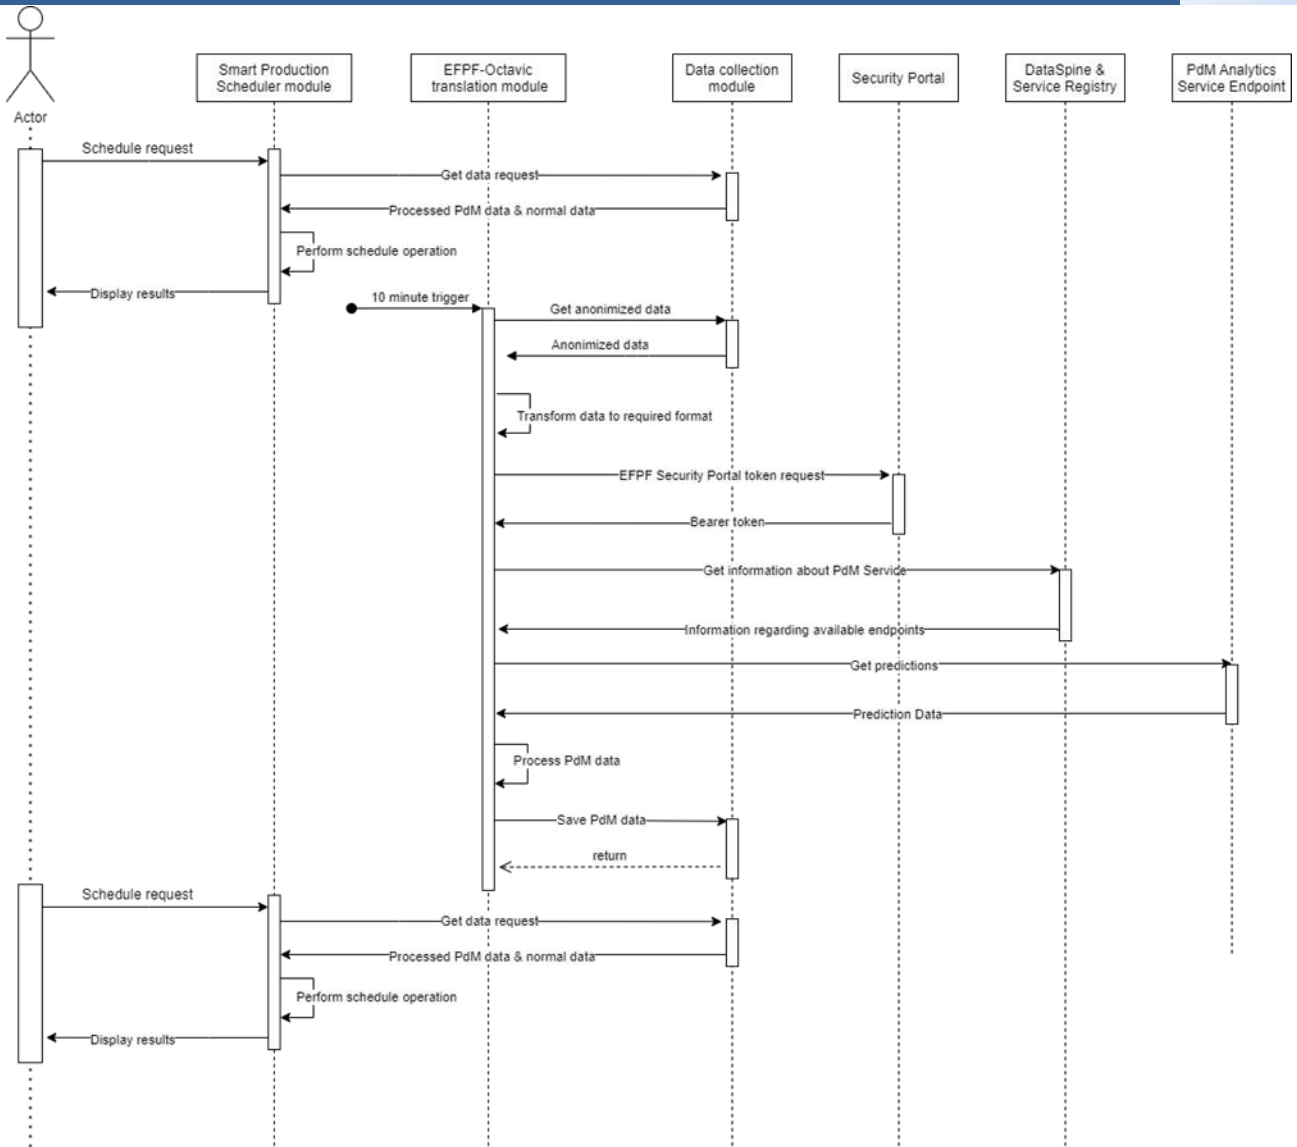 Actor
Smart Production
Scheduler module
EFPF-Octavic
translation module
Data collection
module
Security Portal
DataSpine &
Service Registry
PdM Analytics
Service Endpoint
Schedule request
Get data request
Processed PdM data & normal data
Perform schedule operation
Display results
10 minute trigger
Get anonimized data
Anonimized data
Transform data to required format
EFPF Security Portal token request
Bearer token
Get information about PdM Service
Information regarding available endpoints
Get predictions
Prediction Data
Process PdM data
Save PdM data
return
Schedule request
Get data request
Processed PdM data & normal data
Perform schedule operation
Display results